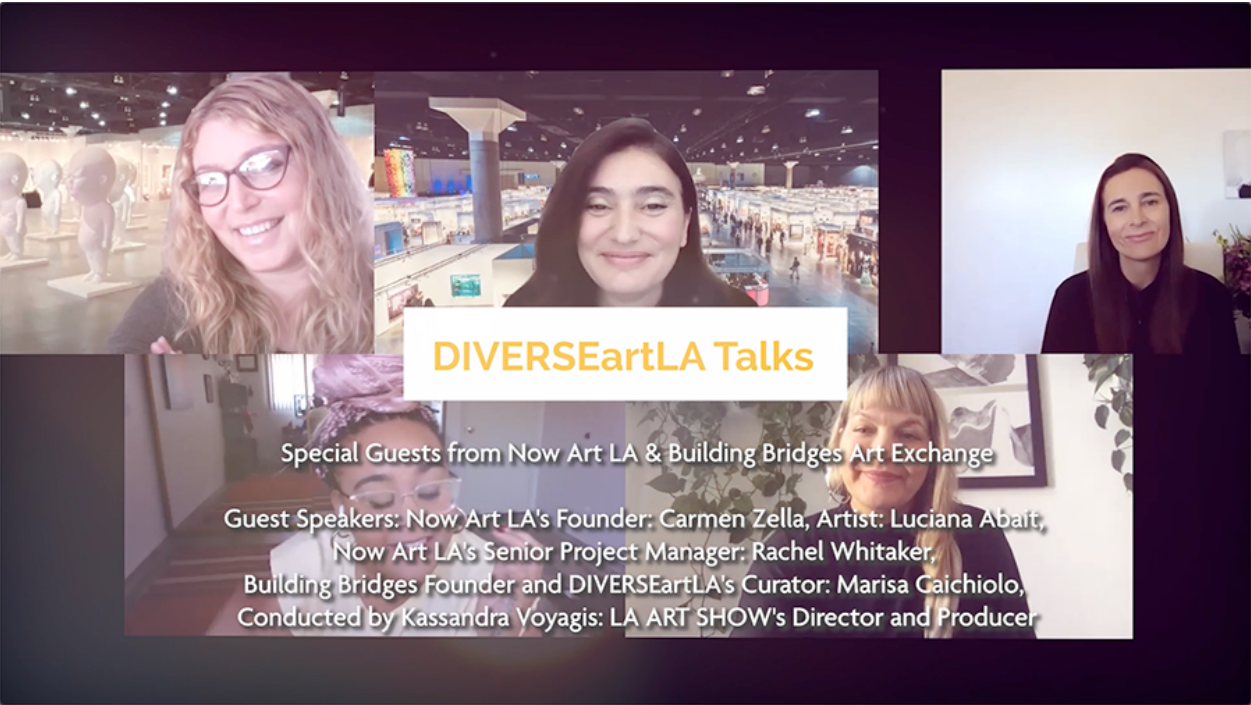 DIVERSEartLA Talks
Special Guests from Now Art LA & Building Bridges Art Exchange
Guest Speakers: Now Art LA's Founder: Carmen Zella, Artist: Luciana Abait,
Now Art LA's Senior Project Manager: Rachel Whitaker,
Building Bridges Founder and DIVERSEartLA's Curator: Marisa Caichiolo,
Conducted by Kassandra Voyagis: LA ART SHOW's Director and Producer